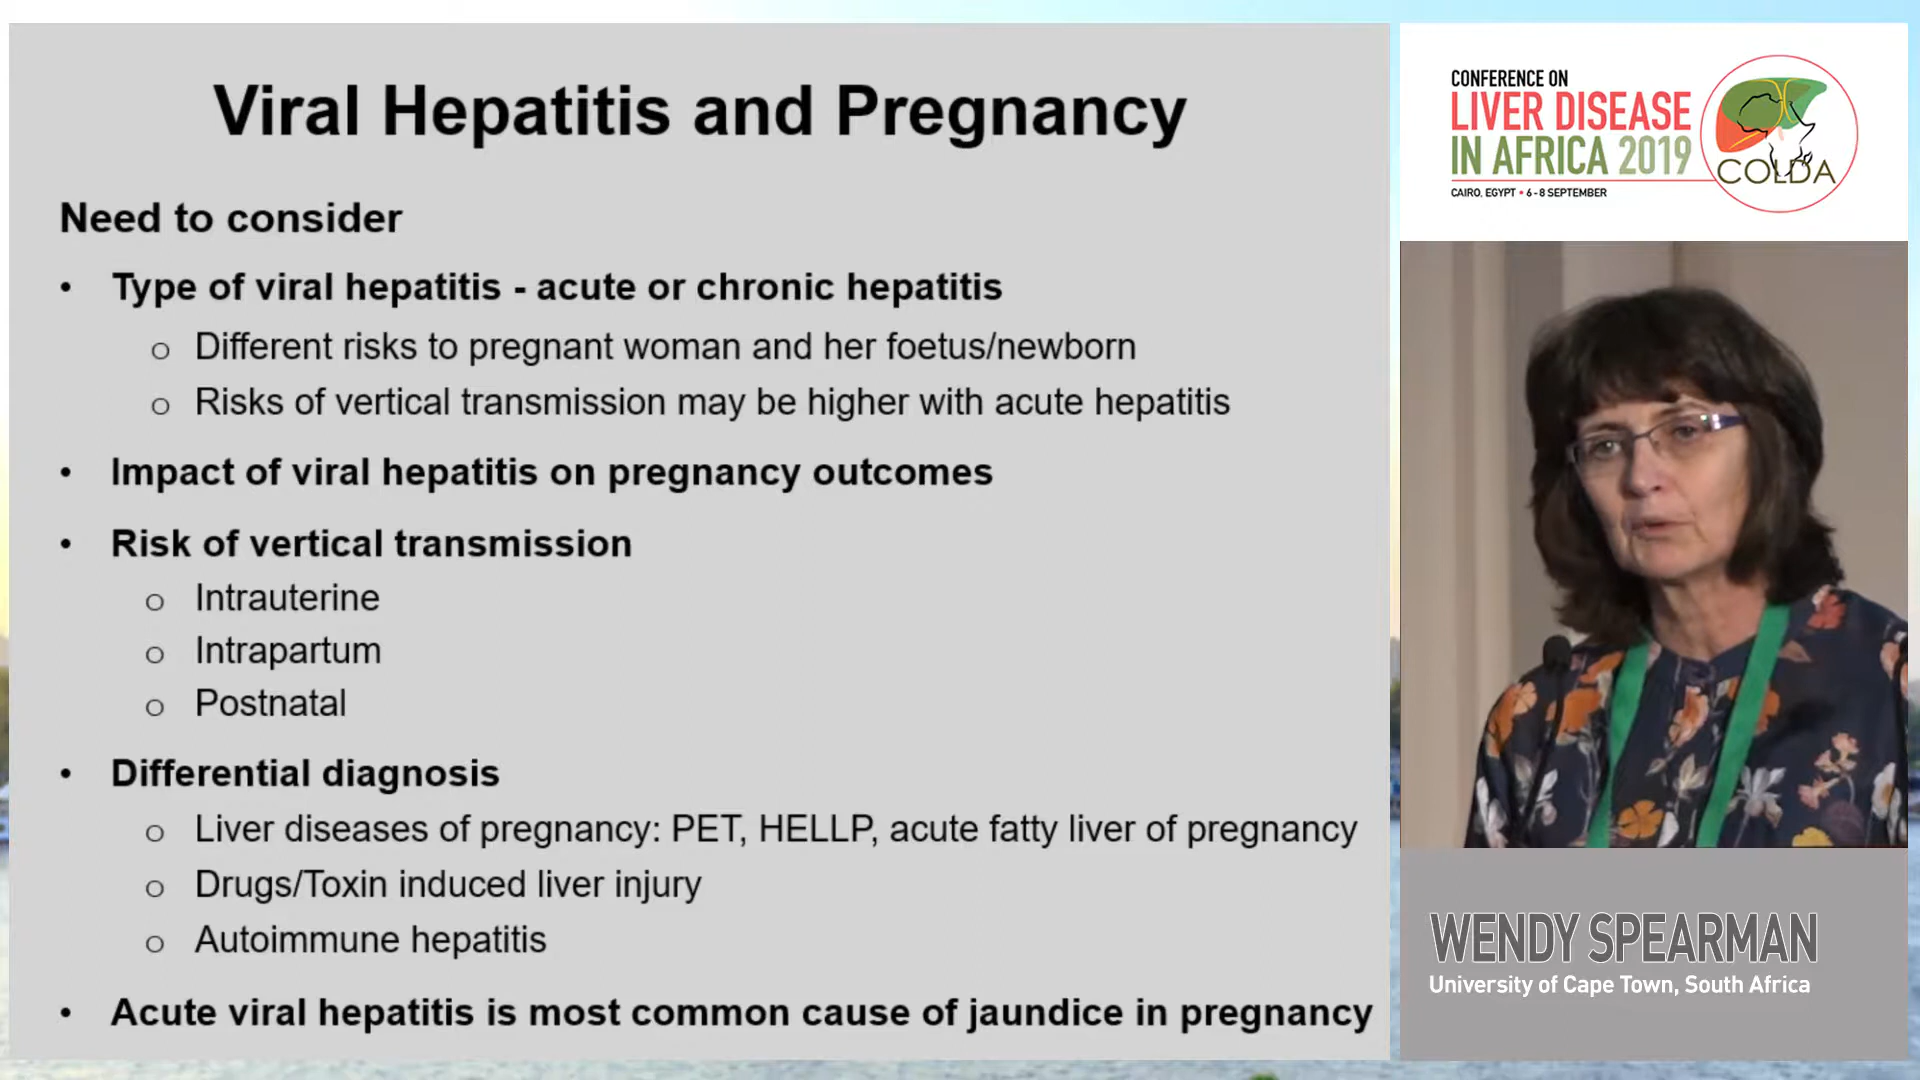 Viral Hepatitis and Pregnancy
Need to consider
• Type of viral hepatitis - acute or chronic hepatitis
o Different risks to pregnant woman and her foetus/newborn
o Risks of vertical transmission may be higher with acute hepatitis
• Impact of viral hepatitis on pregnancy outcomes
• Risk of vertical transmission
o Intrauterine
o Intrapartum
o Postnatal
• Differential diagnosis
o Liver diseases of pregnancy: PET, HELLP, acute fatty liver of pregnancy
o Drugs/Toxin induced liver injury
o Autoimmune hepatitis
• Acute viral hepatitis is most common cause of jaundice in pregnancy
CONFERENCE ON
LIVER DISEASE
IN AFRICA 2019
CAIRO, EGYPT • 6 - 8 SEPTEMBER
COLDA
WENDY SPEARMAN
University of Cape Town, South Africa